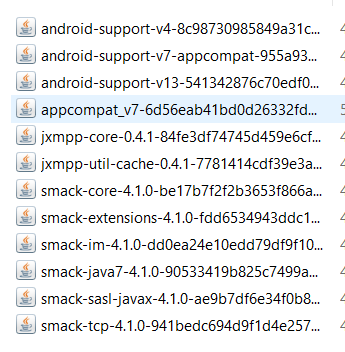 android-support-v4-8c98730985849a31c...
android-support-v7-appcompat-955a93...
android-support-v13-541342876c70edf0...
appcompat_v7-6d56eab41bd0d26332fd...
jxmpp-core-0.4.1-84fe3df74745d459e6cf...
jxmpp-util-cache-0.4.1-7781414cdf39e3a...
smack-core-4.1.0-be17b7f2f2b3653f866a...
smack-extensions-4.1.0-fdd6534943ddc1...
smack-im-4.1.0-dd0ea24e10edd79df9f10...
smack-java7-4.1.0-90533419b825c7499a...
smack-sasl-javax-4.1.0-ae9b7df6e34f0b8...
smack-tcp-4.1.0-941bedc694d9f1d4e257...